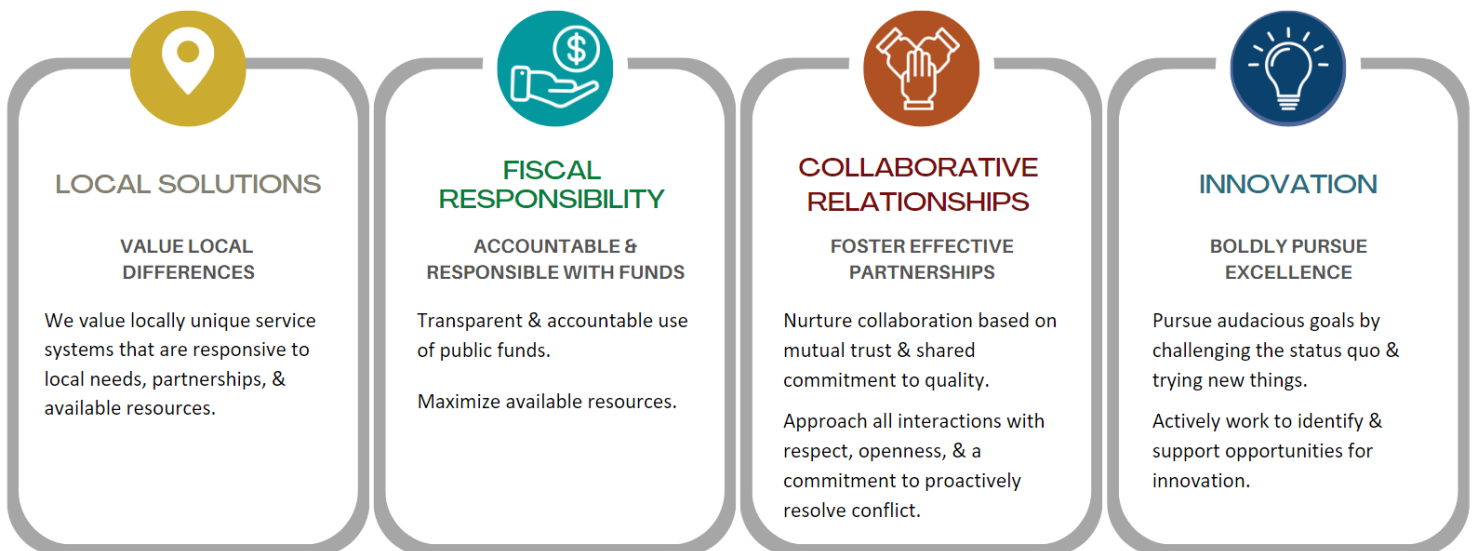 LOCAL SOLUTIONS
VALUE LOCAL
DIFFERENCES
We value locally unique service
systems that are responsive to
local needs, partnerships, &
available resources.
$
FISCAL
RESPONSIBILITY
ACCOUNTABLE &
RESPONSIBLE WITH FUNDS
Transparent & accountable use
of public funds.
Maximize available resources.
COLLABORATIVE
RELATIONSHIPS
FOSTER EFFECTIVE
PARTNERSHIPS
Nurture collaboration based on
mutual trust & shared
commitment to quality.
Approach all interactions with
respect, openness, & a
commitment to proactively
resolve conflict.
INNOVATION
BOLDLY PURSUE
EXCELLENCE
Pursue audacious goals by
challenging the status quo &
trying new things.
Actively work to identify &
support opportunities for
innovation.